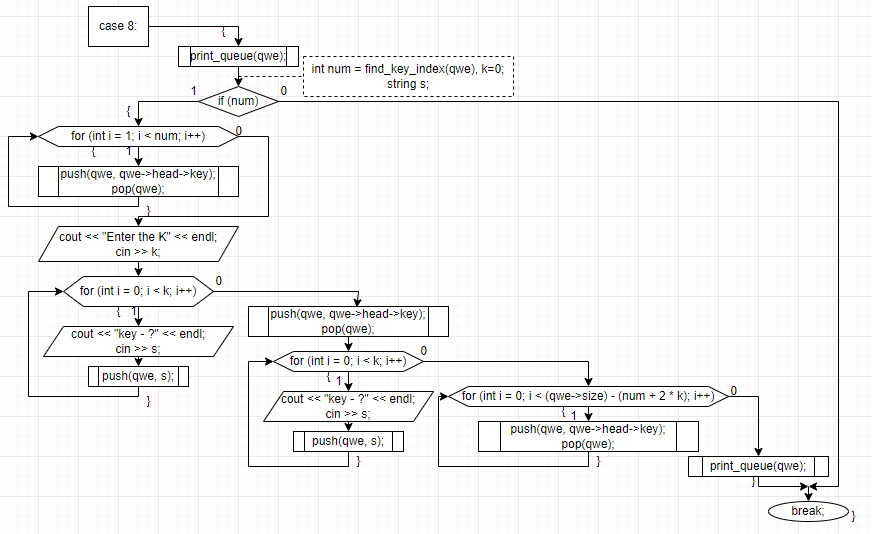 case 8:
{
print_queue(qwe);
int num = find_key_index(qwe), k=0;
string s;
1
if (num)
0
{
for (int i = 1; i < num; i++)
0
{
1
push(qwe, qwe->head->key);
pop(qwe);
}
cout << "Enter the K" << endl;
cin >> k;
for (int i = 0; i < k; i++)
0
{
1
cout << "key - ?" << endl;
cin >> s;
push(qwe, s);
}
push(qwe, qwe->head->key);
pop(qwe);
for (int i = 0; i < k; i++)
0
{
1
cout << "key - ?" << endl;
cin >> s;
push(qwe, s);
}
for (int i = 0; i < (qwe->size) - (num + 2 * k); i++)
0
{
1
push(qwe, qwe->head->key);
pop(qwe);
}
print_queue(qwe);
}
break;
}